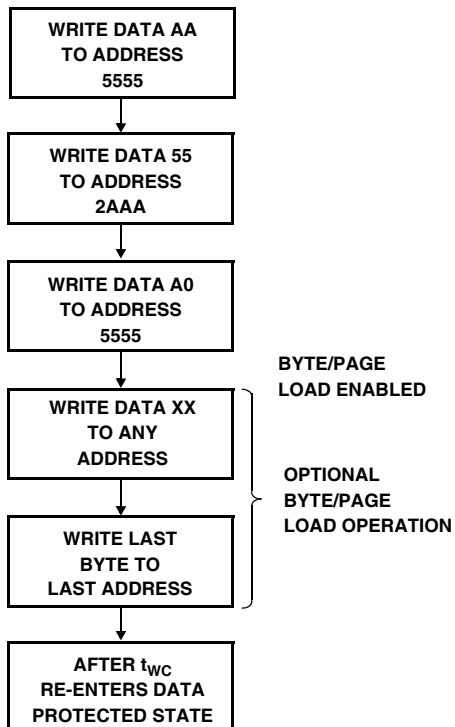 WRITE DATA AA
TO ADDRESS
5555
WRITE DATA 55
TO ADDRESS
2AAA
WRITE DATA A0
TO ADDRESS
5555
BYTE/PAGE
LOAD ENABLED
WRITE DATA XX
TO ANY
ADDRESS
OPTIONAL
BYTE/PAGE
LOAD OPERATION
WRITE LAST
BYTE TO
LAST ADDRESS
AFTER tWC
RE-ENTERS DATA
PROTECTED STATE